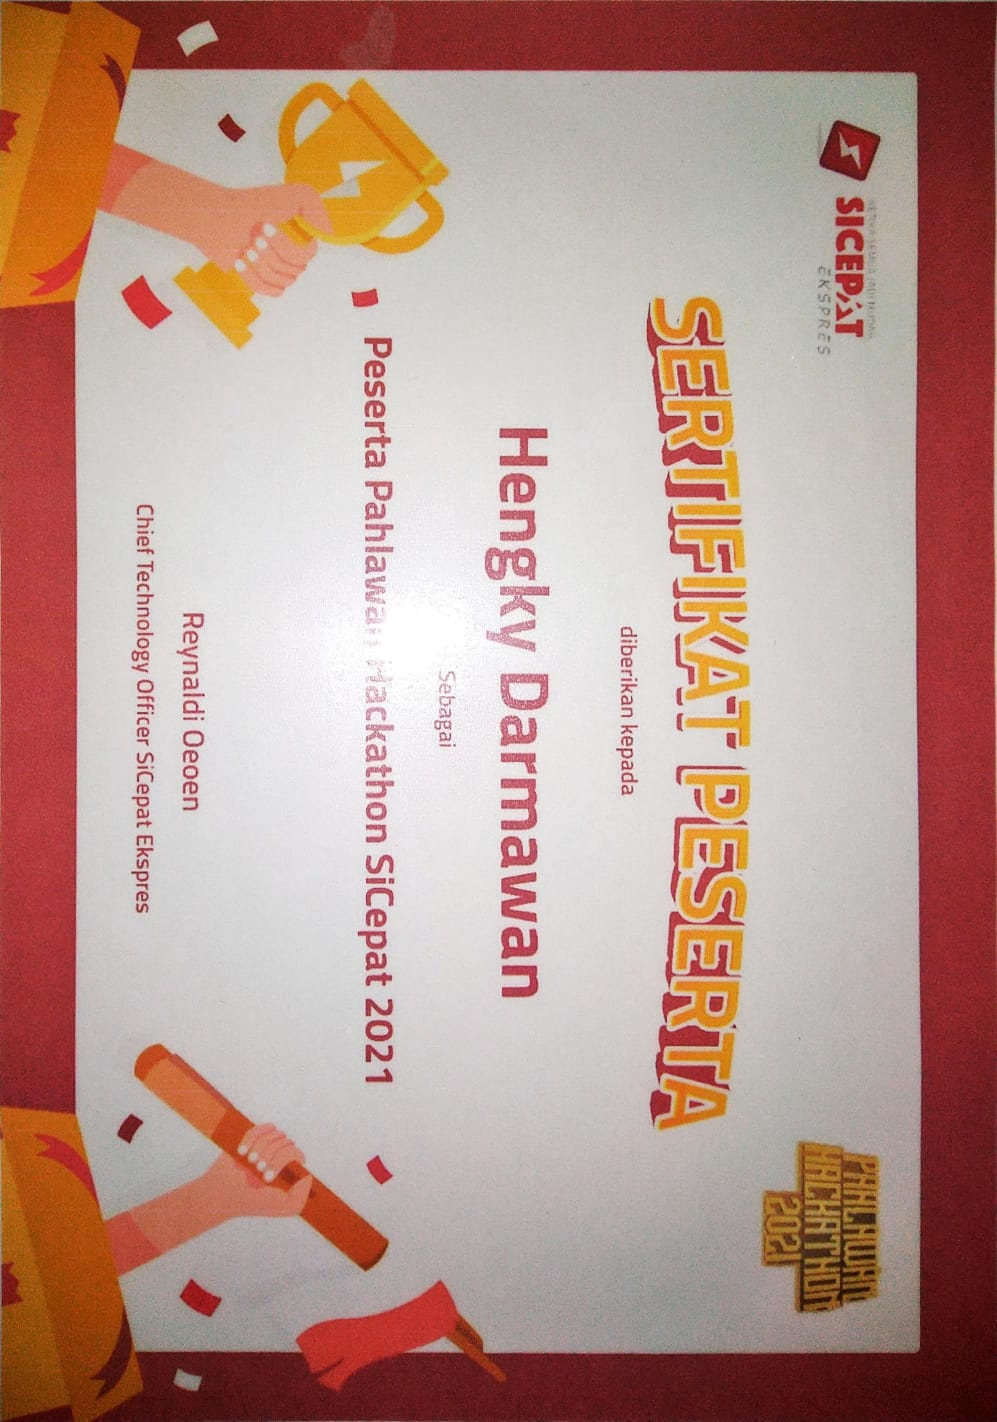 SICEPAT
EKSPRES
PAHLAWAN
HACKATHON
2021
SERTIFIKAT PESERTA
diberikan kepada
Hengky Darmawan
Sebagai
Peserta Pahlawan Hackathon SiCepat 2021
Reynaldi Oeoen
Chief Technology Officer SiCepat Ekspres